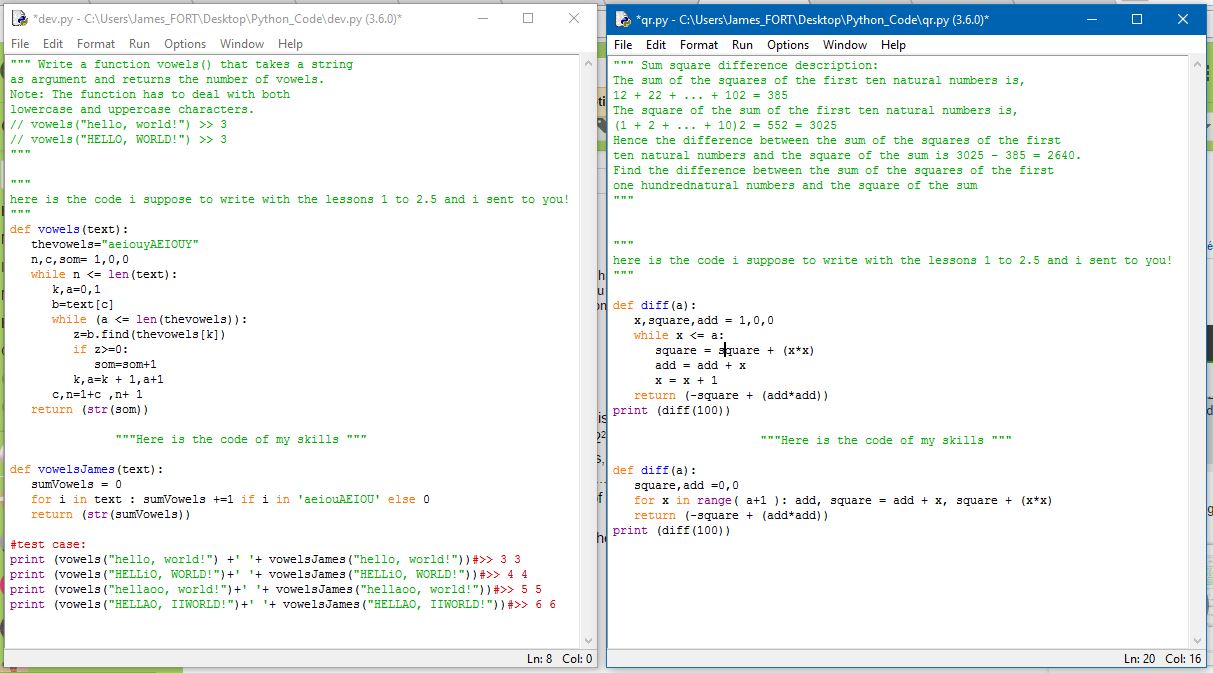 *dev.py - C:\Users\James_FORT\Desktop\Python_Code\dev.py (3.6.0)*
File Edit Format Run Options Window Help
""" Write a function vowels() that takes a string
as argument and returns the number of vowels.
Note: The function has to deal with both
lowercase and uppercase characters.
// vowels("hello, world!") >> 3
// vowels("HELLO, WORLD!") >> 3
"""
"""
here is the code i suppose to write with the lessons 1 to 2.5 and i sent to you!
"""
def vowels(text):
   thevowels="aeiouyAEIOUY"
   n,c,som= 1,0,0
   while n <= len(text):
      k,a=0,1
      b=text[c]
      while (a <= len(thevowels)):
         z=b.find(thevowels[k])
         if z>=0:
            som=som+1
         k,a=k + 1,a+1
      c,n=1+c ,n+ 1
   return (str(som))
"""Here is the code of my skills """
def vowelsJames(text):
   sumVowels = 0
   for i in text : sumVowels +=1 if i in 'aeiouAEIOU' else 0
   return (str(sumVowels))
#test case:
print (vowels("hello, world!") +' '+ vowelsJames("hello, world!"))#>> 3 3
print (vowels("HELLiO, WORLD!")+' '+ vowelsJames("HELLiO, WORLD!"))#>> 4 4
print (vowels("hellaoo, world!")+' '+ vowelsJames("hellaoo, world!"))#>> 5 5
print (vowels("HELLAO, IIWORLD!")+' '+ vowelsJames("HELLAO, IIWORLD!"))#>> 6 6
Ln: 8 Col: 0
*qr.py - C:\Users\James_FORT\Desktop\Python_Code\qr.py (3.6.0)*
File Edit Format Run Options Window Help
""" Sum square difference description:
The sum of the squares of the first ten natural numbers is,
12 + 22 + ... + 102 = 385
The square of the sum of the first ten natural numbers is,
(1 + 2 + ... + 10)2 = 552 = 3025
Hence the difference between the sum of the squares of the first
ten natural numbers and the square of the sum is 3025 - 385 = 2640.
Find the difference between the sum of the squares of the first
one hundrednatural numbers and the square of the sum
"""
"""
here is the code i suppose to write with the lessons 1 to 2.5 and i sent to you!
"""
def diff(a):
   x,square,add = 1,0,0
   while x <= a:
      square = square + (x*x)
      add = add + x
      x = x + 1
   return (-square + (add*add))
print (diff(100))
"""Here is the code of my skills """
def diff(a):
   square,add =0,0
   for x in range( a+1 ): add, square = add + x, square + (x*x)
   return (-square + (add*add))
print (diff(100))
Ln: 20 Col: 16